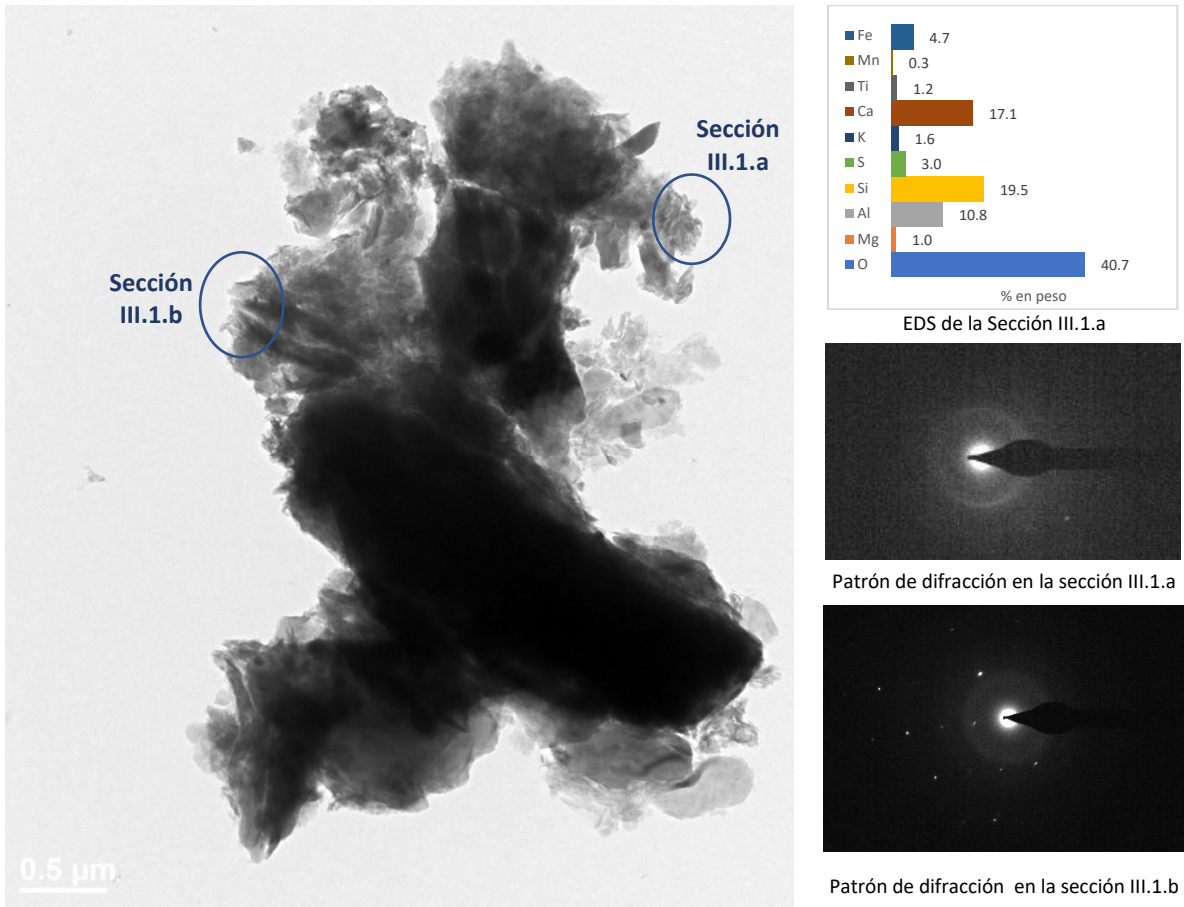 Sección
III.1.a
Sección
III.1.b
0.5 µm
Fe 4.7
Mn 0.3
Ti 1.2
Ca 17.1
K 1.6
S 3.0
Si 19.5
Al 10.8
Mg 1.0
O 40.7
% en peso
EDS de la Sección III.1.a
Patrón de difracción en la sección III.1.a
Patrón de difracción en la sección III.1.b